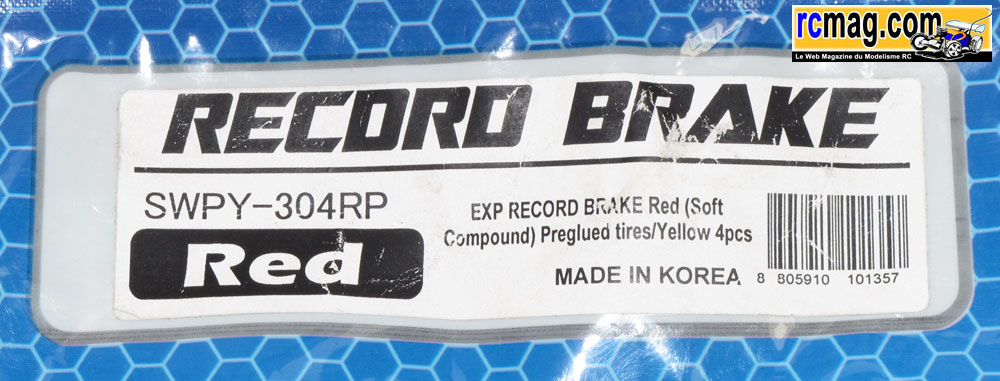 rcmag.com
Le Web Magazine du Modelisme RC
RECORD BRAKE
SWPY-304RP
Red
EXP RECORD BRAKE Red (Soft
Compound) Preglued tires/Yellow 4pcs
MADE IN KOREA
8 805910 101357